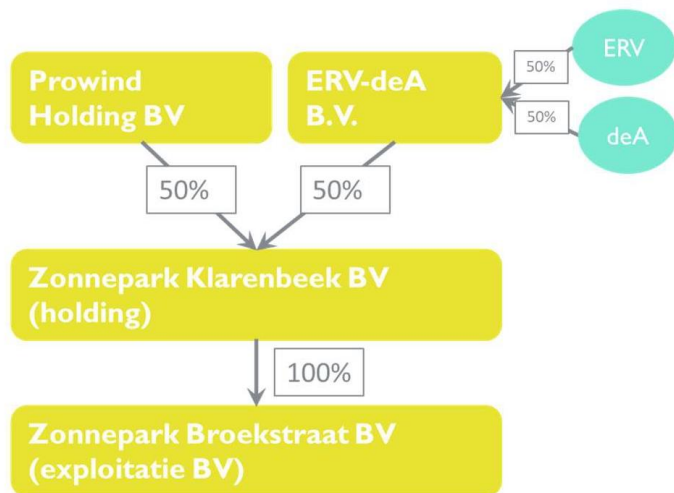 Prowind
Holding BV
ERV-deA
B.V.
50%
ERV
50%
deA
50%
50%
Zonnepark Klarenbeek BV
(holding)
100%
Zonnepark Broekstraat BV
(exploitatie BV)